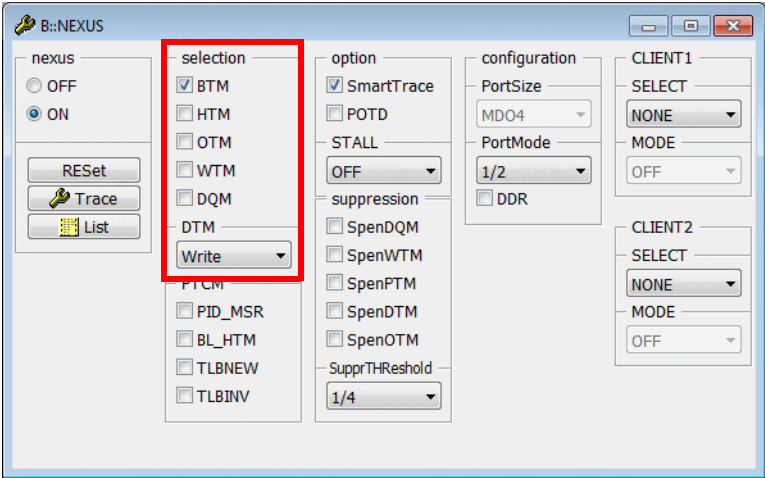 B::NEXUS
nexus
OFF
ON
RESet
Trace
List
selection
BTM
HTM
OTM
WTM
DQM
DTM
Write
PTCM
PID_MSR
BL_HTM
TLBNEW
TLBINV
option
SmartTrace
POTD
STALL
OFF
suppression
SpenDQM
SpenWTM
SpenPTM
SpenDTM
SpenOTM
SupprTHReshold
1/4
configuration
PortSize
MDO4
PortMode
1/2
DDR
CLIENT1
SELECT
NONE
MODE
OFF
CLIENT2
SELECT
NONE
MODE
OFF